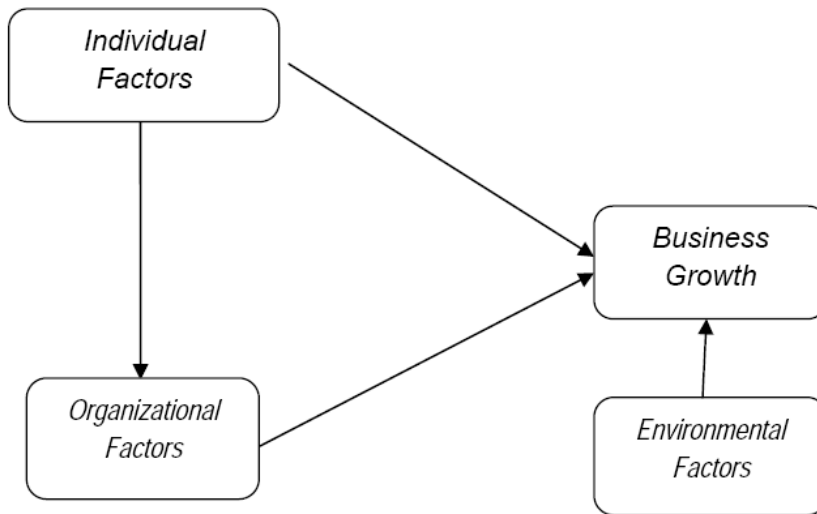 Individual
Factors
Business
Growth
Organizational
Factors
Environmental
Factors